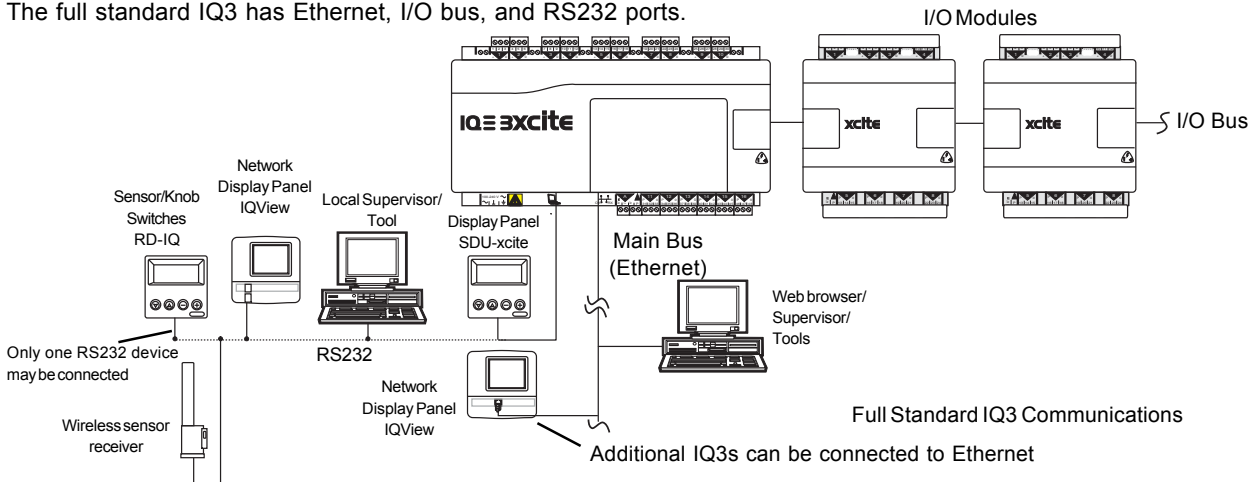 The full standard IQ3 has Ethernet, I/O bus, and RS232 ports.
I/O Modules
IQ3 3xcite
xcite
xcite
I/O Bus
Network
Display Panel
IQView
Sensor/Knob
Switches
RD-IQ
Local Supervisor/
Tool
Display Panel
SDU-xcite
Main Bus
(Ethernet)
Web browser/
Supervisor/
Tools
Only one RS232 device
may be connected
RS232
Network
Display Panel
IQView
Wireless sensor
receiver
Full Standard IQ3 Communications
Additional IQ3s can be connected to Ethernet